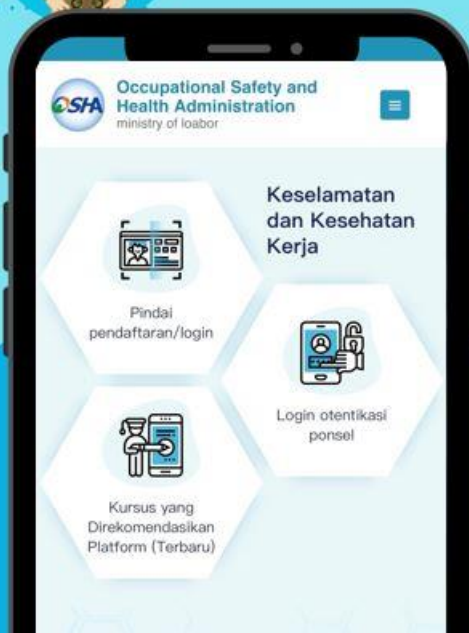 OSHA
Occupational Safety and
Health Administration
ministry of loabor
Keselamatan
dan Kesehatan
Kerja
Pindai
pendaftaran/login
Login otentikasi
ponsel
Kursus yang
Direkomendasikan
Platform (Terbaru)